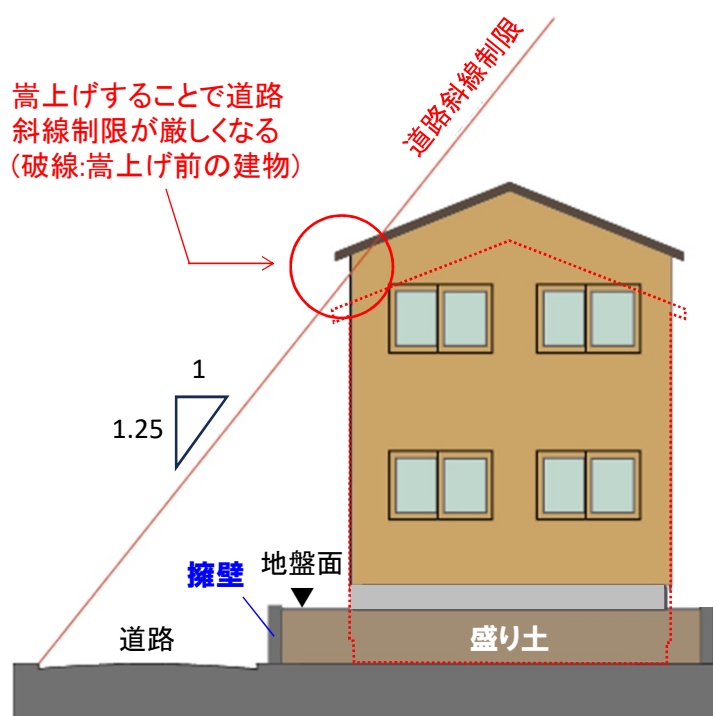 道路斜線制限
嵩上げすることで道路
斜線制限が厳しくなる
(破線:嵩上げ前の建物)
1
1.25
擁壁
地盤面
道路
盛り土